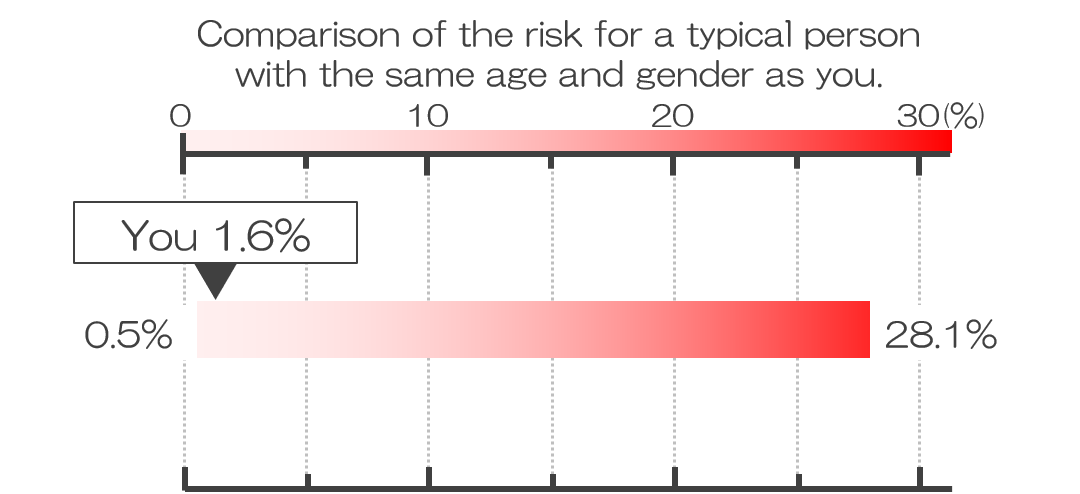 Comparison of the risk for a typical person
with the same age and gender as you.
0 10 20 30(%)
You 1.6%
0.5% 28.1%